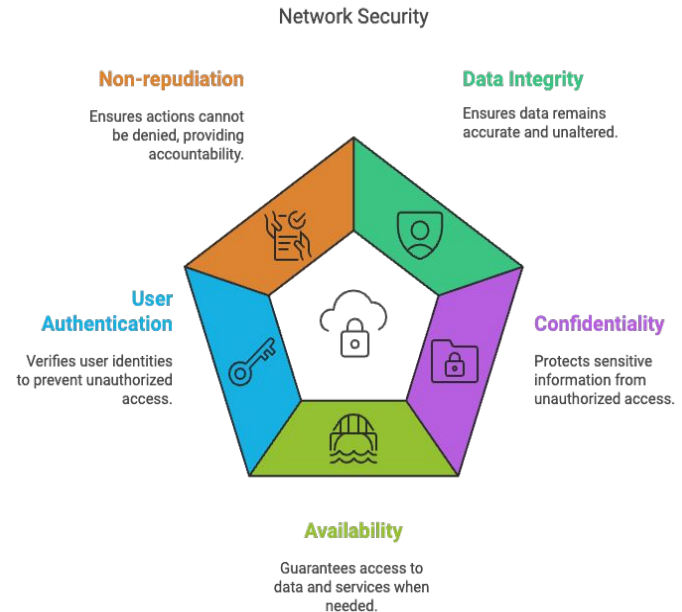 Network Security
Non-repudiation
Ensures actions cannot
be denied, providing
accountability.
Data Integrity
Ensures data remains
accurate and unaltered.
User
Authentication
Verifies user identities
to prevent unauthorized
access.
Confidentiality
Protects sensitive
information from
unauthorized access.
Availability
Guarantees access to
data and services when
needed.